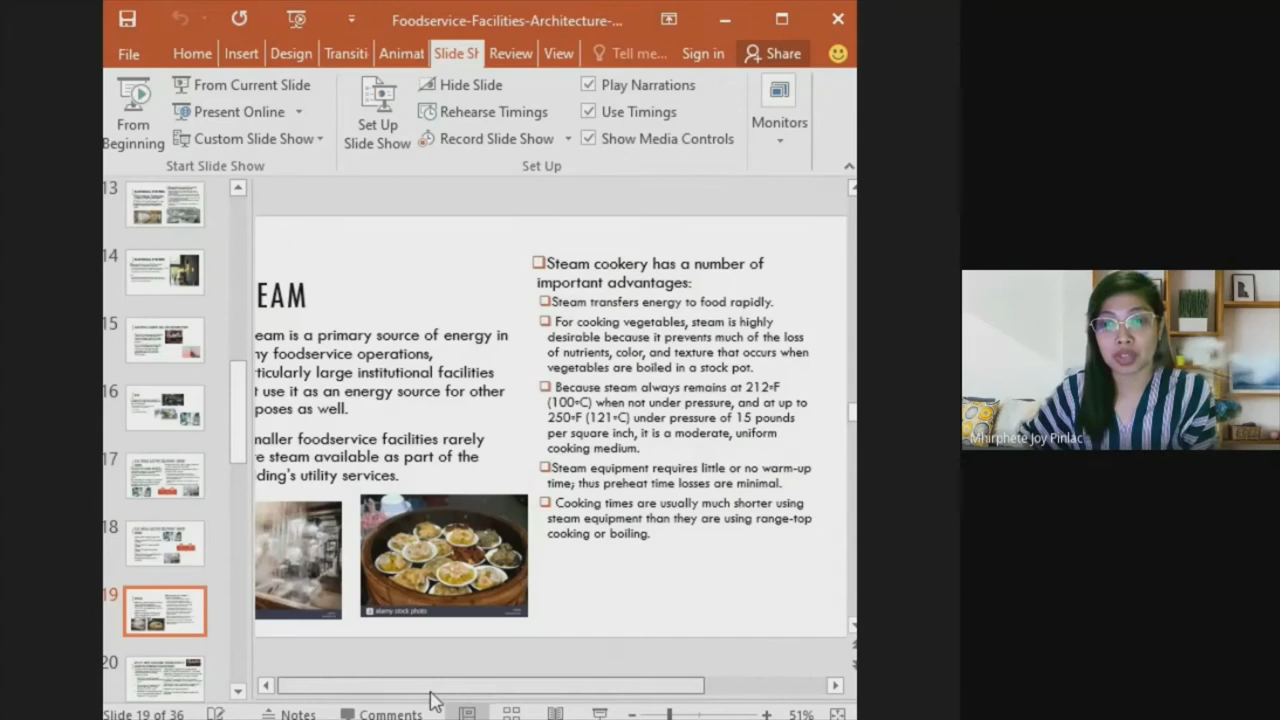 Foodservice-Facilities-Architecture-...
File Home Insert Design Transiti Animat Slide Sh Review View Tell me... Sign in Share
From Beginning
From Current Slide
Present Online
Custom Slide Show
Start Slide Show
Set Up
Slide Show
Hide Slide
Rehearse Timings
Record Slide Show
Play Narrations
Use Timings
Show Media Controls
Set Up
Monitors
13
14
15
16
17
18
19
20
EAM
eam is a primary source of energy in
ny foodservice operations,
ticularly large institutional facilities
t use it as an energy source for other
poses as well.
maller foodservice facilities rarely
e steam available as part of the
ding's utility services.
alamy stock photo
Steam cookery has a number of
important advantages:
Steam transfers energy to food rapidly.
For cooking vegetables, steam is highly
desirable because it prevents much of the loss
of nutrients, color, and texture that occurs when
vegetables are boiled in a stock pot.
Because steam always remains at 212ºF
(100ºC) when not under pressure, and at up to
250ºF (121ºC) under pressure of 15 pounds
per square inch, it is a moderate, uniform
cooking medium.
Steam equipment requires little or no warm-up
time; thus preheat time losses are minimal.
Cooking times are usually much shorter using
steam equipment than they are using range-top
cooking or boiling.
Mhirphete Joy Pinlac
Slide 19 of 36 Notes Comments 51%